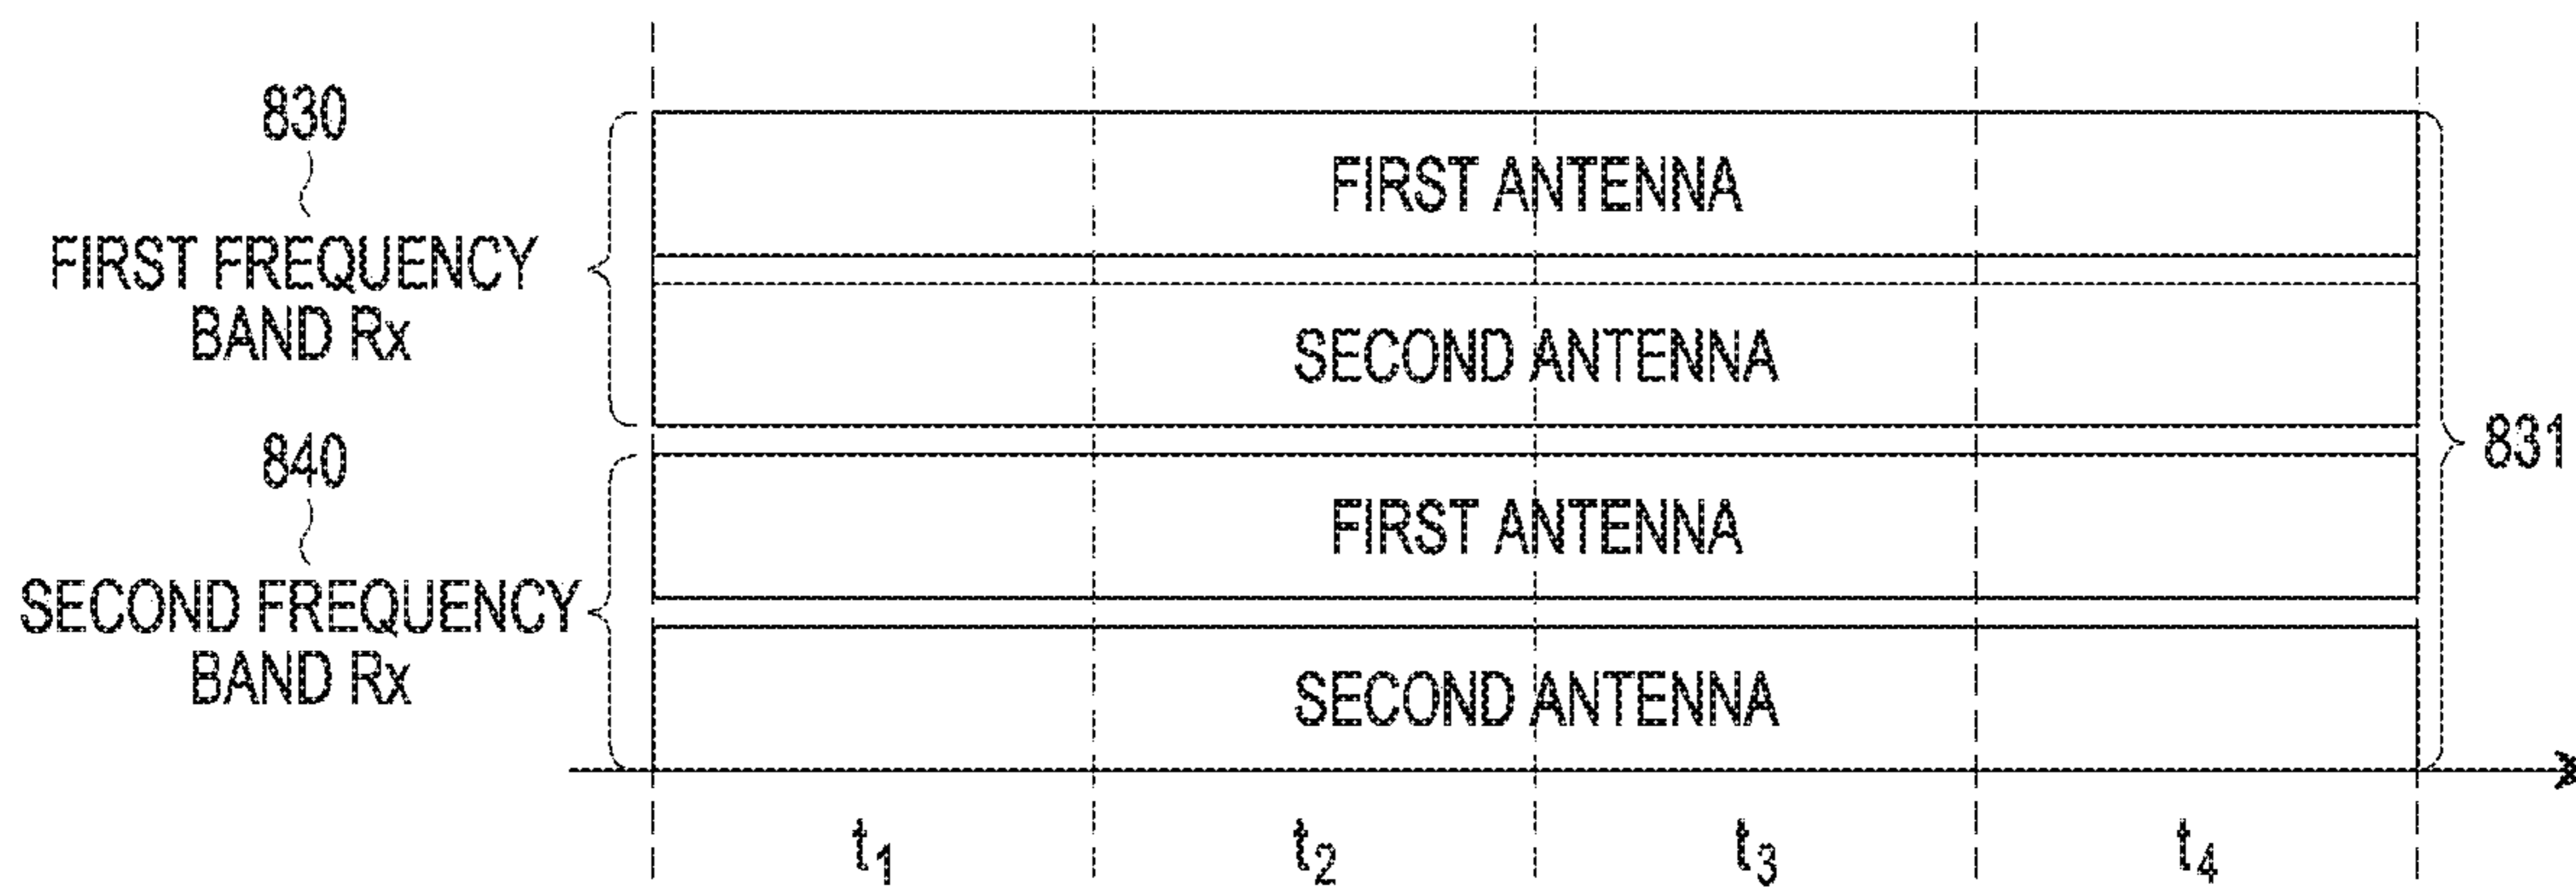 830
FIRST FREQUENCY
BAND Rx
FIRST ANTENNA
SECOND ANTENNA
840
SECOND FREQUENCY
BAND Rx
FIRST ANTENNA
SECOND ANTENNA
831
t1
t2
t3
t4